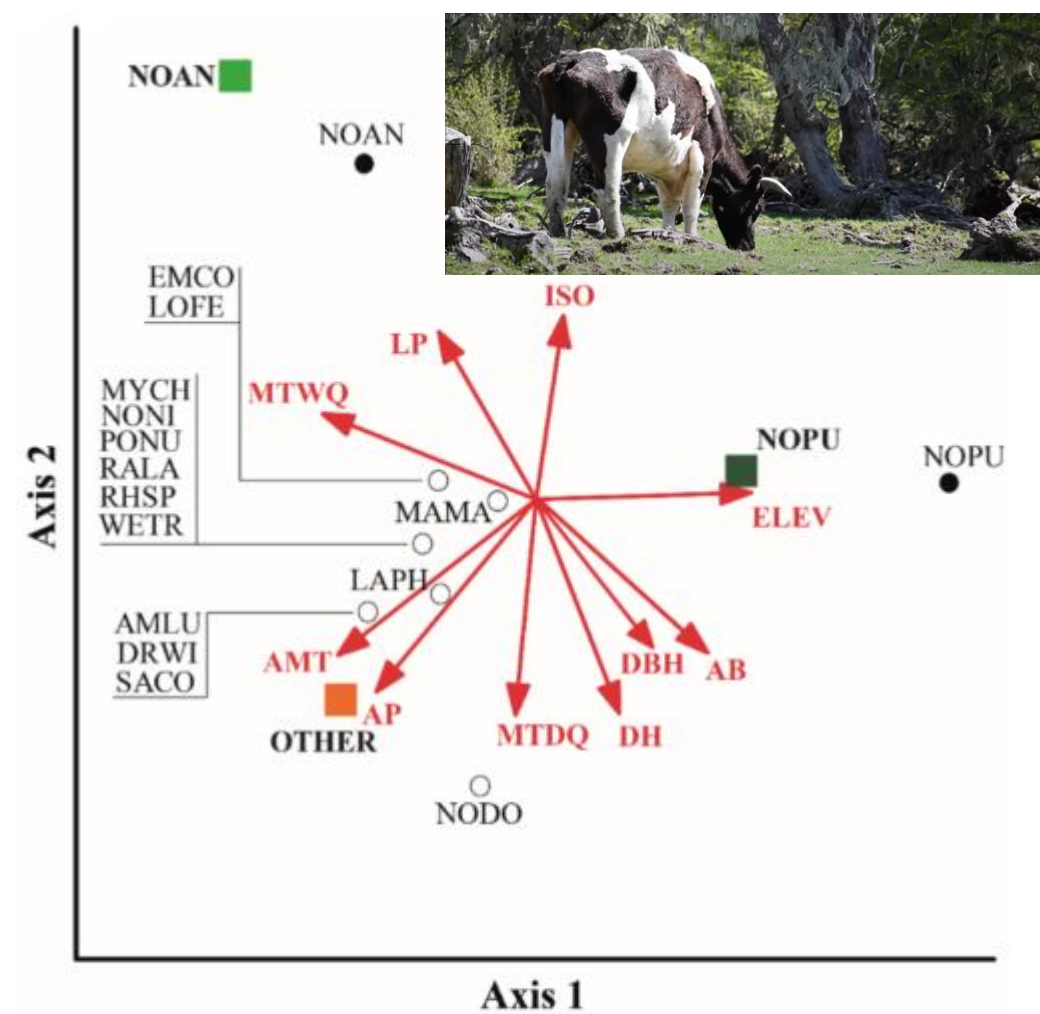 NOAN
NOAN
EMCO
LOFE
ISO
LP
MTWQ
MYCH
NONI
PONU
RALA
RHSP
WETR
NOPU
NOPU
MAMA
ELEV
LAPH
AMLU
DRWI
SACO
AMT
AP
OTHER
DBH
AB
MTDQ
DH
NODO
Axis 2
Axis 1